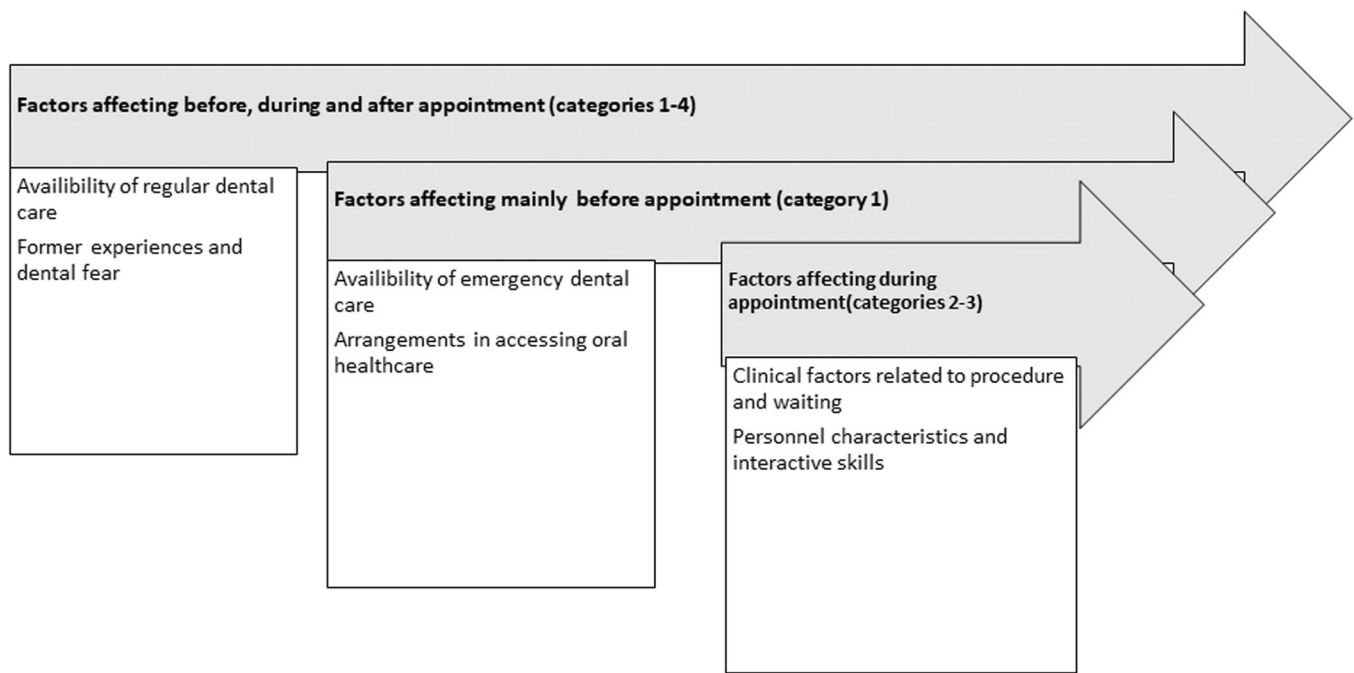 Factors affecting before, during and after appointment (categories 1-4)
Availibility of regular dental
care
Former experiences and
dental fear
Factors affecting mainly before appointment (category 1)
Availibility of emergency dental
care
Arrangements in accessing oral
healthcare
Factors affecting during
appointment(categories 2-3)
Clinical factors related to procedure
and waiting
Personnel characteristics and
interactive skills